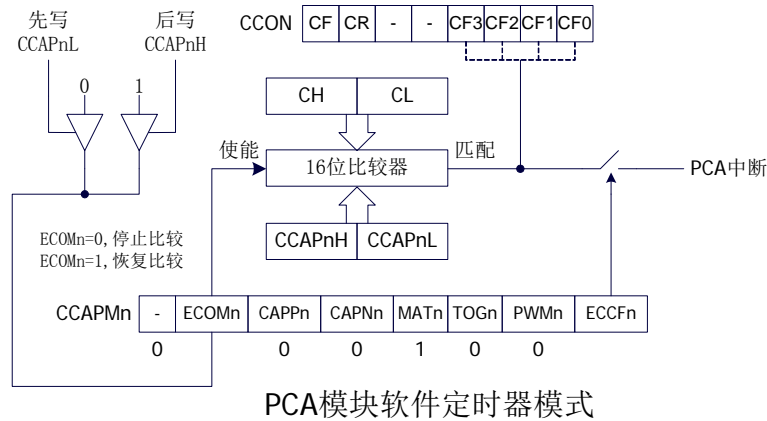 先写
CCAPnL
后写
CCAPnH
CCON CF CR - - CF3 CF2 CF1 CF0
0 1
CH CL
使能
16位比较器
匹配
PCA中断
CCAPnH CCAPnL
ECOMn=0,停止比较
ECOMn=1,恢复比较
CCAPMn - ECOMn CAPPn CAPNn MATn TOGn PWMn ECCFn
0 0 0 1 0 0
PCA模块软件定时器模式